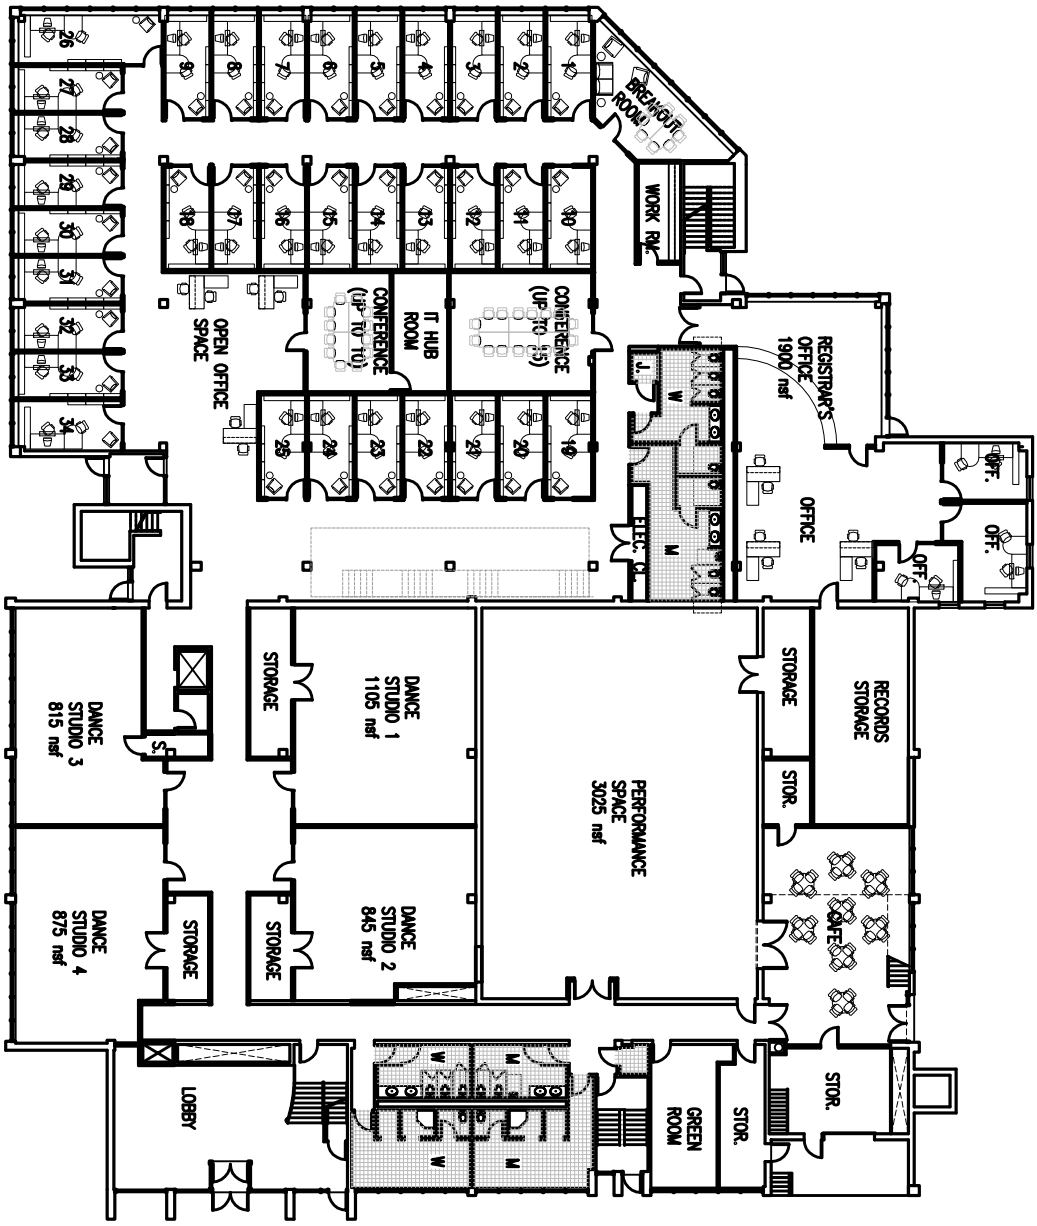 26
9
8
7
6
5
4
3
2
1
BREAKOUT
ROOM
27
28
29
30
31
32
33
34
18
17
16
15
14
13
12
11
10
WORK RM.
OPEN OFFICE
SPACE
CONFERENCE
(UP TO 10)
IT HUB
ROOM
CONFERENCE
(UP TO 15)
REGISTRAR'S
OFFICE
1900 nsf
J.
W
25
24
23
22
21
20
19
M
ELEC. CL.
OFFICE
OFF.
OFF.
OFF.
DANCE
STUDIO 3
815 nsf
S.
STORAGE
DANCE
STUDIO 1
1105 nsf
PERFORMANCE
SPACE
3025 nsf
STORAGE
RECORDS
STORAGE
STOR.
DANCE
STUDIO 4
875 nsf
STORAGE
STORAGE
DANCE
STUDIO 2
845 nsf
CAFE
LOBBY
W
M
W
M
GREEN
ROOM
STOR.
STOR.